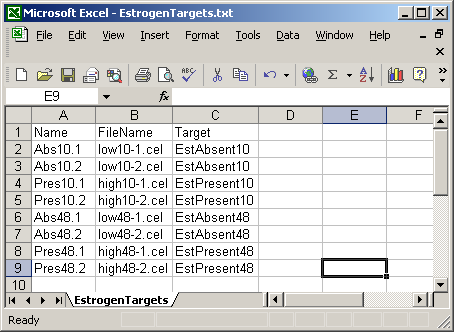 Microsoft Excel - EstrogenTargets.txt
File Edit View Insert Format Tools Data Window Help
E9 fx
A B C D E F
1 Name FileName Target
2 Abs10.1 low10-1.cel EstAbsent10
3 Abs10.2 low10-2.cel EstAbsent10
4 Pres10.1 high10-1.cel EstPresent10
5 Pres10.2 high10-2.cel EstPresent10
6 Abs48.1 low48-1.cel EstAbsent48
7 Abs48.2 low48-2.cel EstAbsent48
8 Pres48.1 high48-1.cel EstPresent48
9 Pres48.2 high48-2.cel EstPresent48
10
EstrogenTargets
Ready